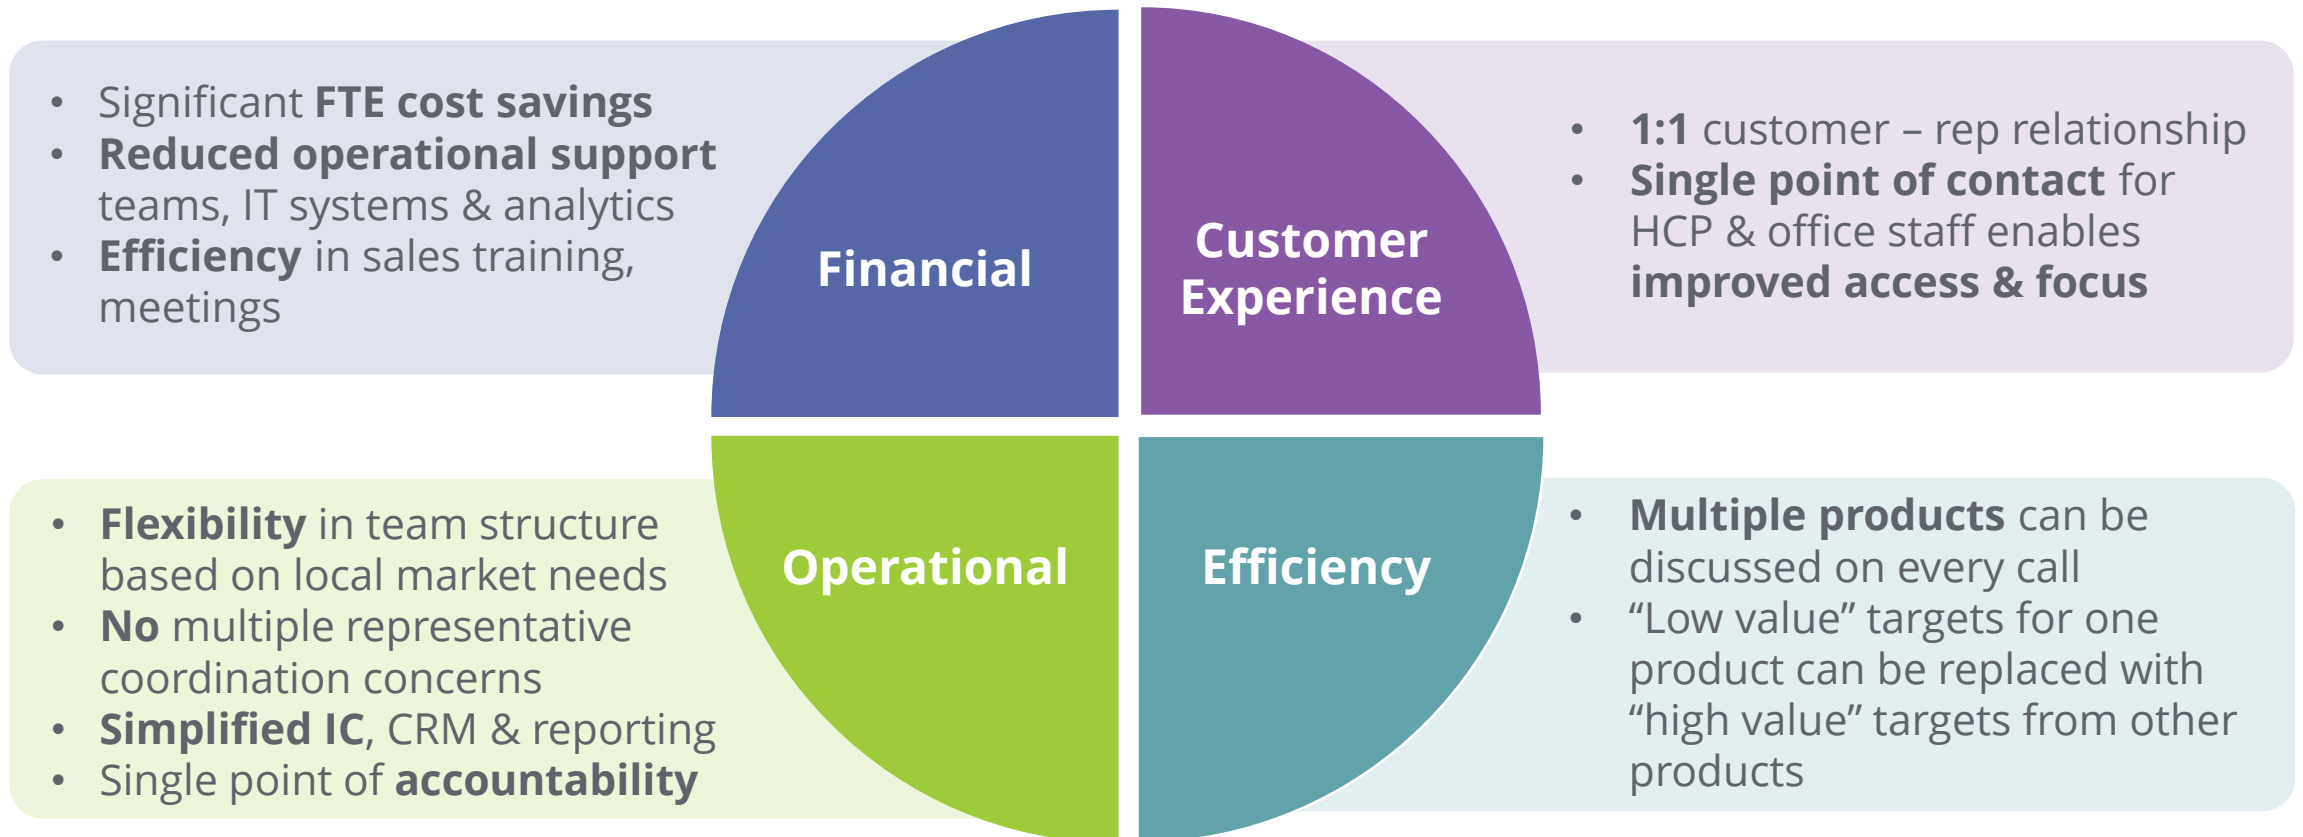 • Significant FTE cost savings
• Reduced operational support
teams, IT systems & analytics
• Efficiency in sales training,
meetings
Financial
Customer
Experience
• 1:1 customer – rep relationship
• Single point of contact for
HCP & office staff enables
improved access & focus
• Flexibility in team structure
based on local market needs
• No multiple representative
coordination concerns
• Simplified IC, CRM & reporting
• Single point of accountability
Operational
Efficiency
• Multiple products can be
discussed on every call
• “Low value” targets for one
product can be replaced with
“high value” targets from other
products